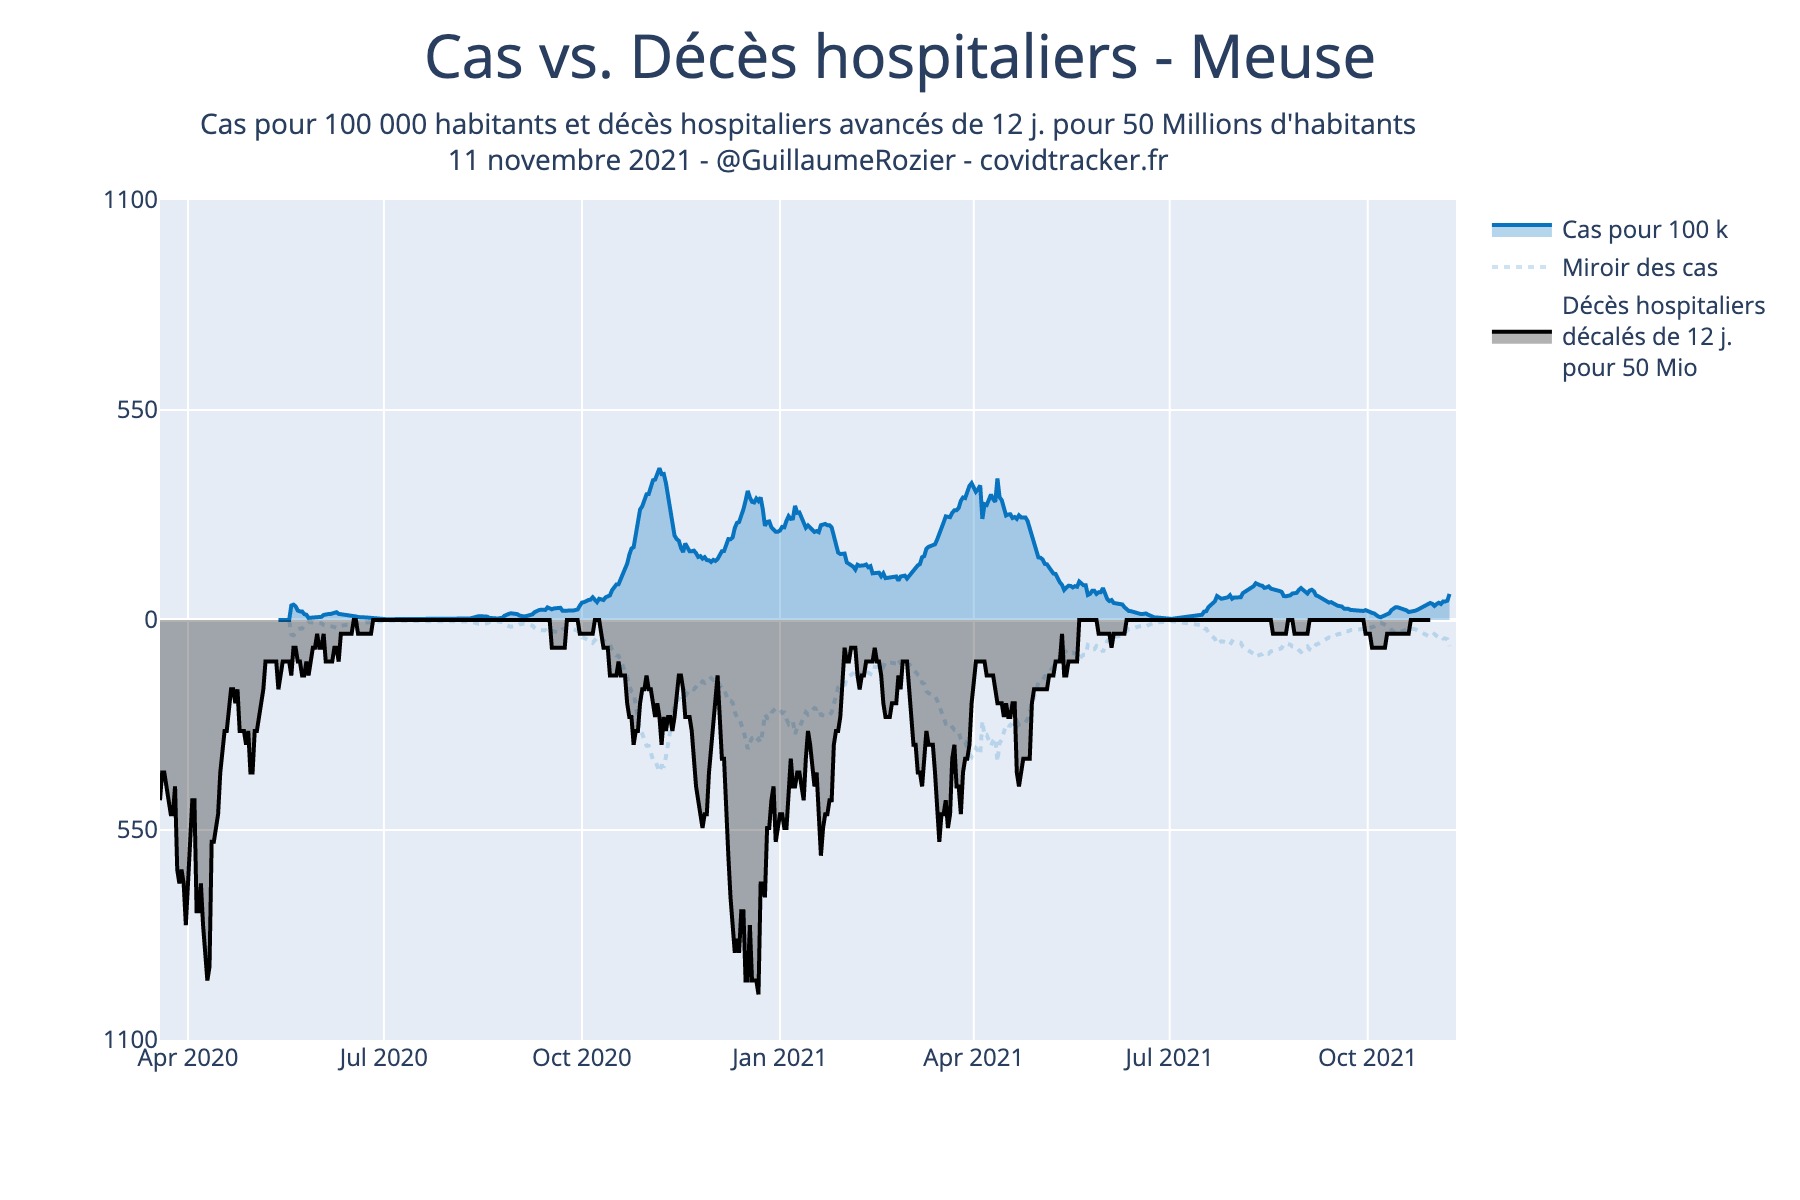 Cas vs. Décès hospitaliers - Meuse
Cas pour 100 000 habitants et décès hospitaliers avancés de 12 j. pour 50 Millions d'habitants
11 novembre 2021 - @GuillaumeRozier - covidtracker.fr
1100
550
0
550
1100
Apr 2020
Jul 2020
Oct 2020
Jan 2021
Apr 2021
Jul 2021
Oct 2021
Cas pour 100 k
Miroir des cas
Décès hospitaliers
décalés de 12 j.
pour 50 Mio